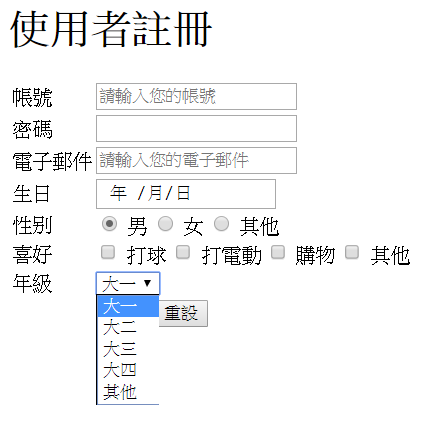 使用者註冊
帳號 請輸入您的帳號
密碼
電子郵件 請輸入您的電子郵件
生日 年 /月/日
性別 男 女 其他
喜好 打球 打電動 購物 其他
年級 大一
大一
重設
大二
大三
大四
其他